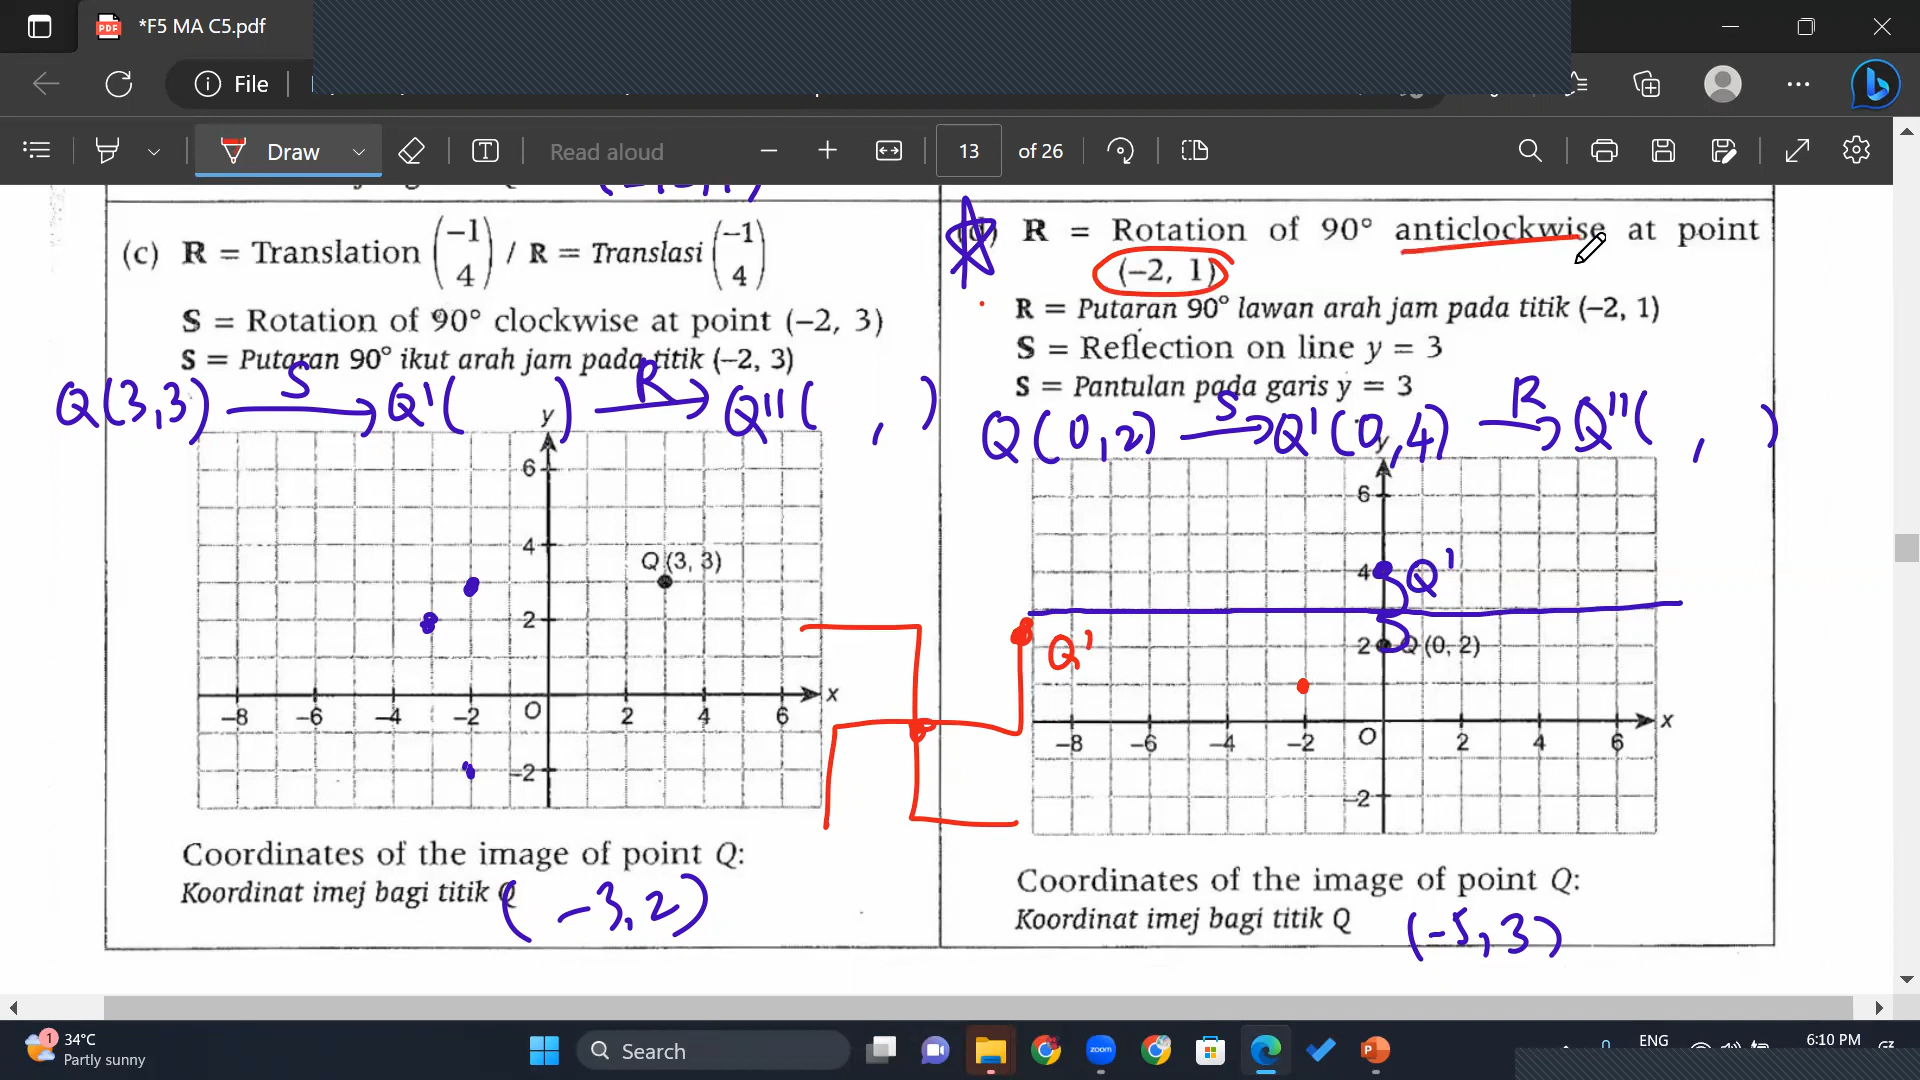 *F5 MA C5.pdf
File
Draw
Read aloud
13
of 26
(c) R = Translation (−1 4) / R = Translasi (−1 4)
S = Rotation of 90° clockwise at point (−2, 3)
S = Putaran 90° ikut arah jam pada titik (−2, 3)
Q(3,3) S Q'( ) R Q''( , )
y
6
4
Q (3, 3)
2
x
−8 −6 −4 −2 O 2 4 6
−2
Coordinates of the image of point Q:
Koordinat imej bagi titik Q
(−3,2)
(d) R = Rotation of 90° anticlockwise at point
(−2, 1)
R = Putaran 90° lawan arah jam pada titik (−2, 1)
S = Reflection on line y = 3
S = Pantulan pada garis y = 3
Q(0,2) S Q'(0,4) R Q''( , )
y
6
4 Q'
Q'
2 Q (0, 2)
x
−8 −6 −4 −2 O 2 4 6
−2
Coordinates of the image of point Q:
Koordinat imej bagi titik Q
(−5,3)
1
34°C
Partly sunny
Search
zoom
ENG
6:10 PM